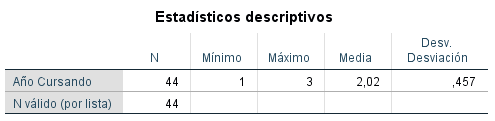 Estadísticos descriptivos
N Mínimo Máximo Media Desv. Desviación
Año Cursando 44 1 3 2,02 ,457
N válido (por lista) 44